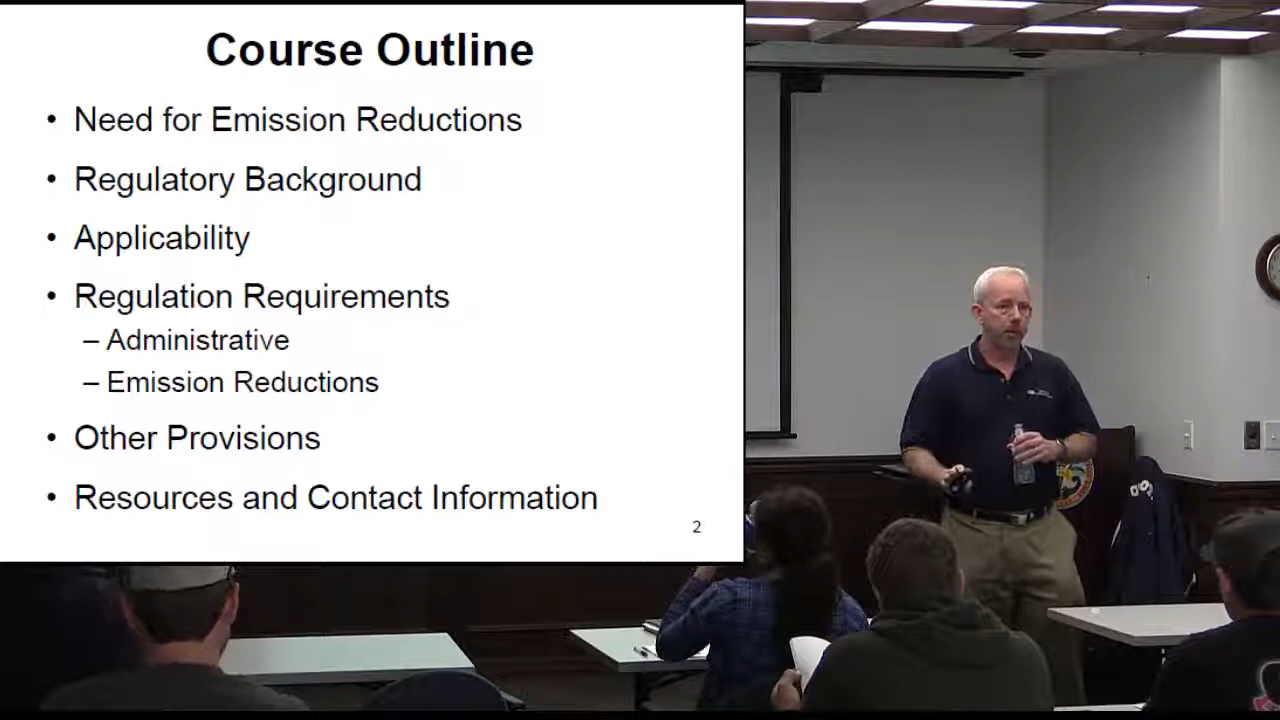 Course Outline
• Need for Emission Reductions
• Regulatory Background
• Applicability
• Regulation Requirements
– Administrative
– Emission Reductions
• Other Provisions
• Resources and Contact Information
2